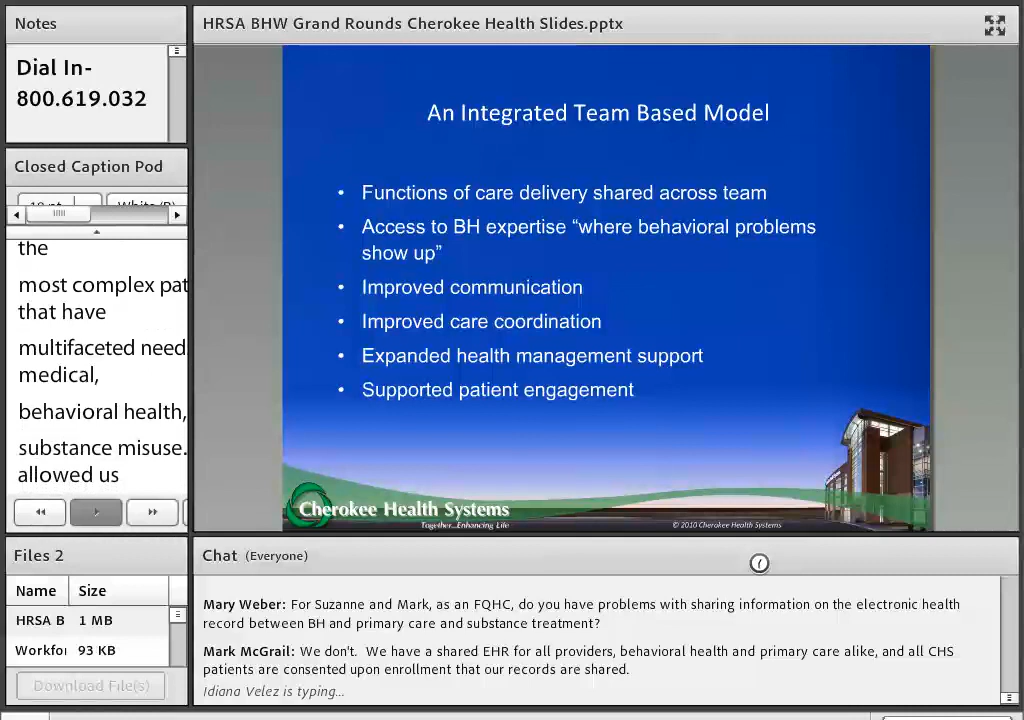 Notes
Dial In-
800.619.032
Closed Caption Pod
the
most complex pat
that have
multifaceted need
medical,
behavioral health,
substance misuse.
allowed us
Files 2
Name Size
HRSA B 1 MB
Workfo 93 KB
Download File(s)
HRSA BHW Grand Rounds Cherokee Health Slides.pptx
An Integrated Team Based Model
• Functions of care delivery shared across team
• Access to BH expertise “where behavioral problems
show up”
• Improved communication
• Improved care coordination
• Expanded health management support
• Supported patient engagement
Cherokee Health Systems
Together...Enhancing Life
© 2010 Cherokee Health Systems
Chat (Everyone)
Mary Weber: For Suzanne and Mark, as an FQHC, do you have problems with sharing information on the electronic health
record between BH and primary care and substance treatment?
Mark McGrail: We don't. We have a shared EHR for all providers, behavioral health and primary care alike, and all CHS
patients are consented upon enrollment that our records are shared.
Idiana Velez is typing...